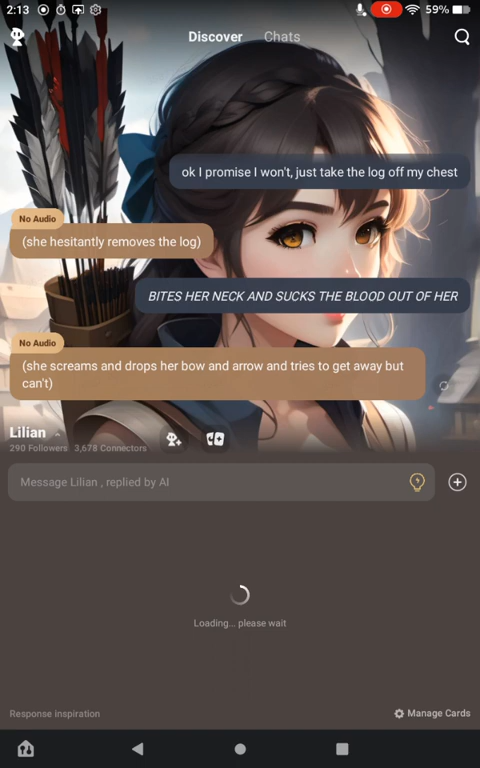 2:13
59%
Discover Chats
ok I promise I won't, just take the log off my chest
No Audio
(she hesitantly removes the log)
BITES HER NECK AND SUCKS THE BLOOD OUT OF HER
No Audio
(she screams and drops her bow and arrow and tries to get away but
can't)
Lilian
290 Followers 3,678 Connectors
Message Lilian , replied by AI
Loading... please wait
Response inspiration
Manage Cards